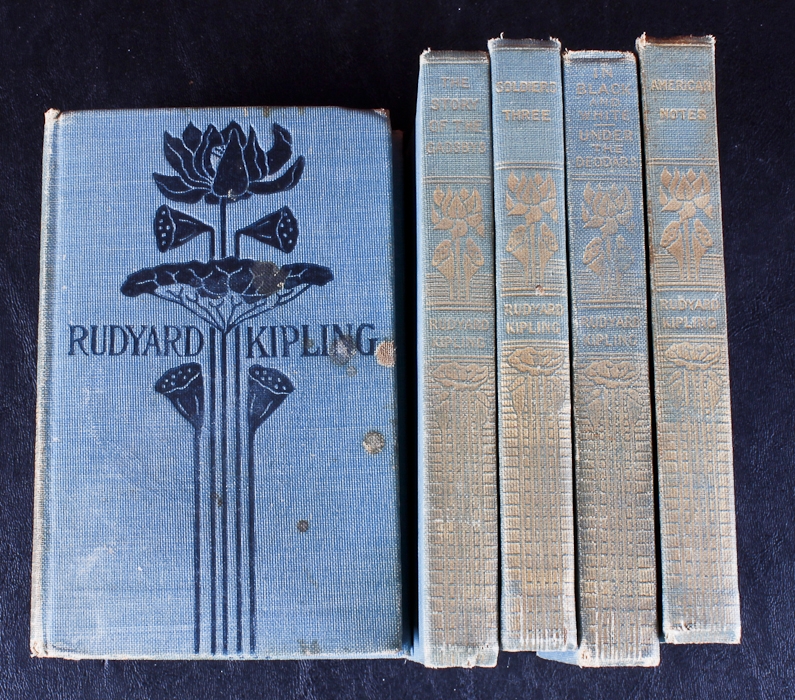 RUDYARD KIPLING
THE
STORY
OF THE
GADSBYS
RUDYARD
KIPLING
SOLDIERS
THREE
RUDYARD
KIPLING
IN
BLACK
AND
WHITE
UNDER
THE
DEODARS
RUDYARD
KIPLING
AMERICAN
NOTES
RUDYARD
KIPLING